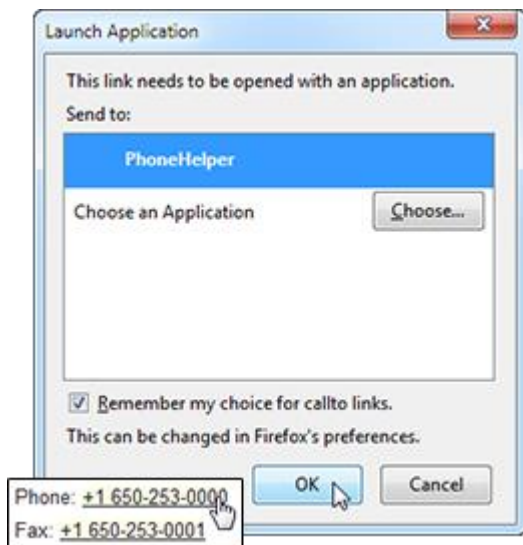 Launch Application
This link needs to be opened with an application.
Send to:
PhoneHelper
Choose an Application
Choose...
Remember my choice for callto links.
This can be changed in Firefox's preferences.
OK
Cancel
Phone: +1 650-253-0000
Fax: +1 650-253-0001